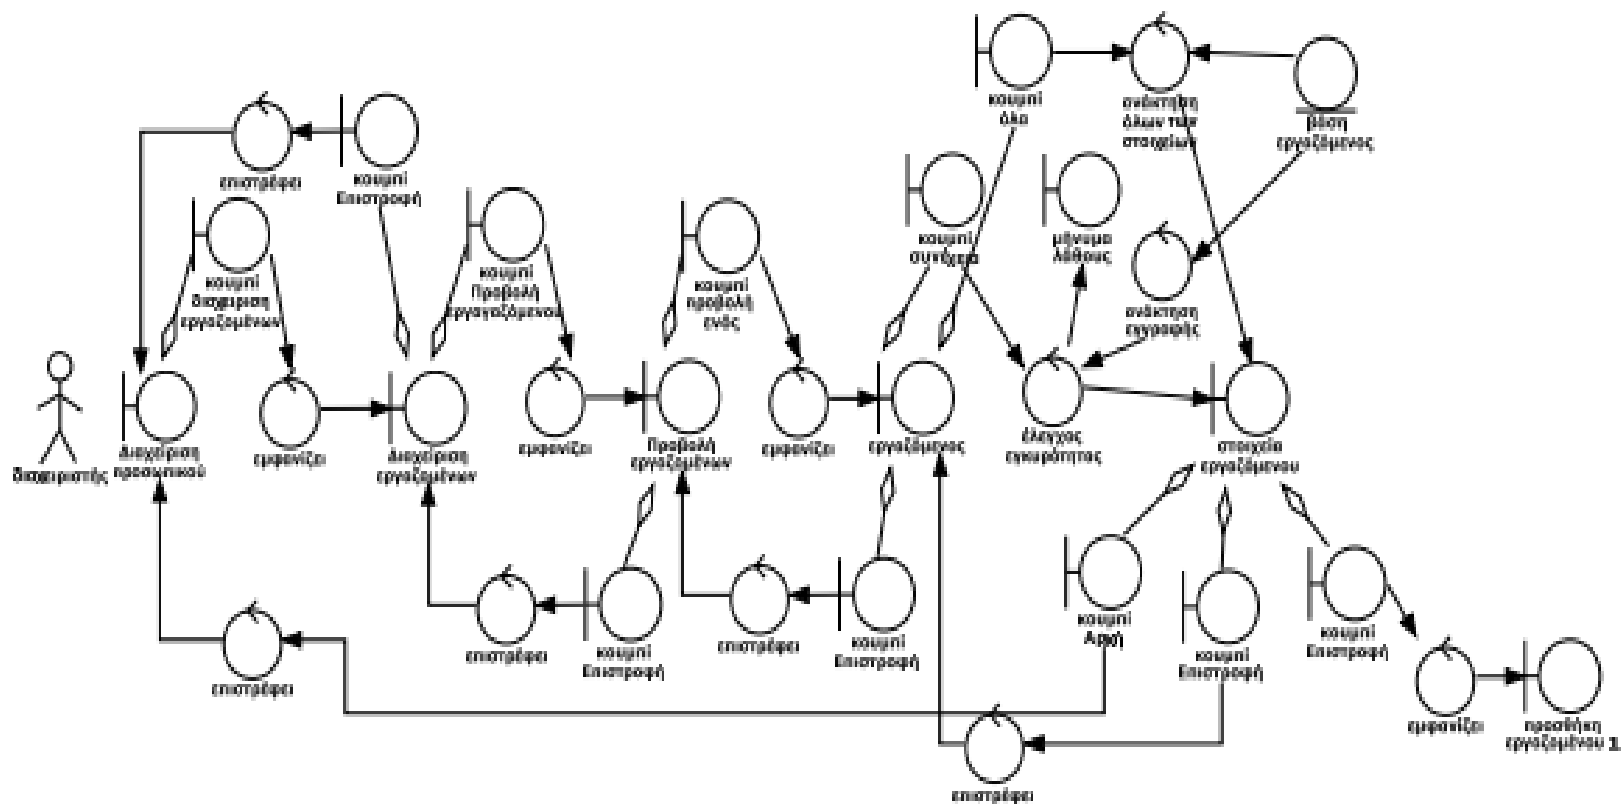 κουμπί
όλα
ανάκτηση
όλων των
στοιχείων
βάση
εργαζόμενος
επιστρέφει
κουμπί
Επιστροφή
κουμπί
διαχείριση
εργαζομένων
κουμπί
Προβολή
εργαγαζόμενου
κουμπί
προβολή
ενός
κουμπί
συνέχεια
μήνυμα
λάθους
ανάκτηση
εγγραφής
διαχειριστής
Διαχείριση
προσωπικού
εμφανίζει
Διαχείριση
εργαζομένων
εμφανίζει
Προβολή
εργαζομένων
εμφανίζει
εργαζόμενος
έλεγχος
εγκυρότητας
στοιχεία
εργαζόμενου
επιστρέφει
επιστρέφει
κουμπί
Επιστροφή
επιστρέφει
κουμπί
Επιστροφή
κουμπί
Αρχή
κουμπί
Επιστροφή
κουμπί
Επιστροφή
εμφανίζει
προσθήκη
εργαζομένου 1
επιστρέφει